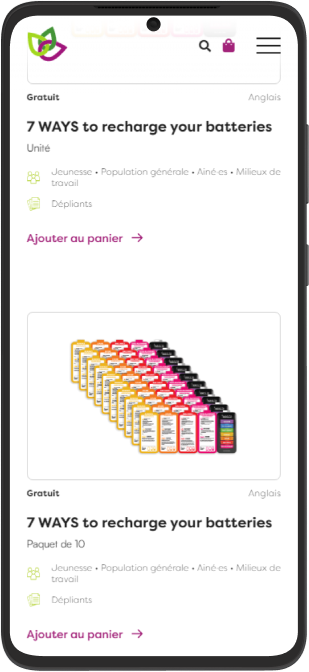 Gratuit Anglais
7 WAYS to recharge your batteries
Unité
Jeunesse • Population générale • Ainé·es • Milieux de
travail
Dépliants
Ajouter au panier →
Gratuit Anglais
7 WAYS to recharge your batteries
Paquet de 10
Jeunesse • Population générale • Ainé·es • Milieux de
travail
Dépliants
Ajouter au panier →